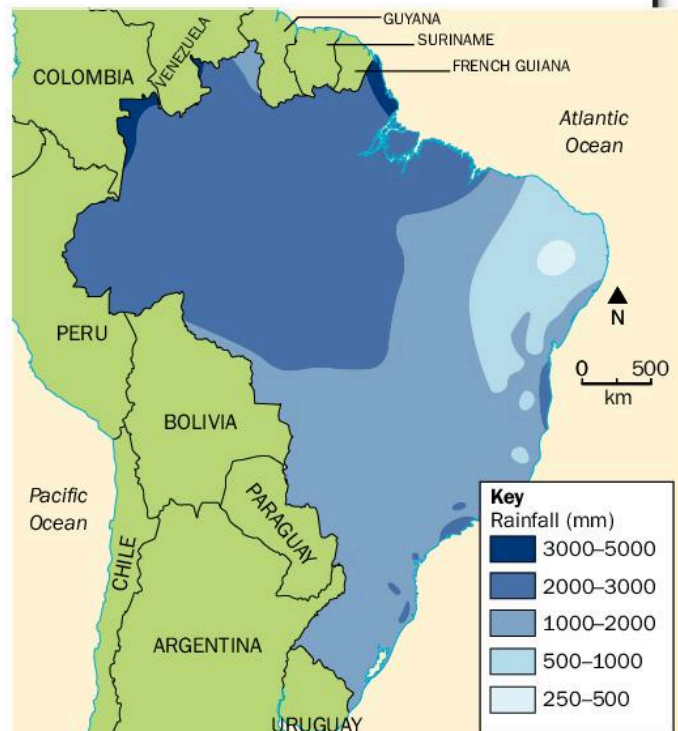 GUYANA
SURINAME
FRENCH GUIANA
VENEZUELA
COLOMBIA
Atlantic
Ocean
PERU
N
0 500
km
BOLIVIA
PARAGUAY
Pacific
Ocean
CHILE
ARGENTINA
URUGUAY
Key
Rainfall (mm)
3000–5000
2000–3000
1000–2000
500–1000
250–500